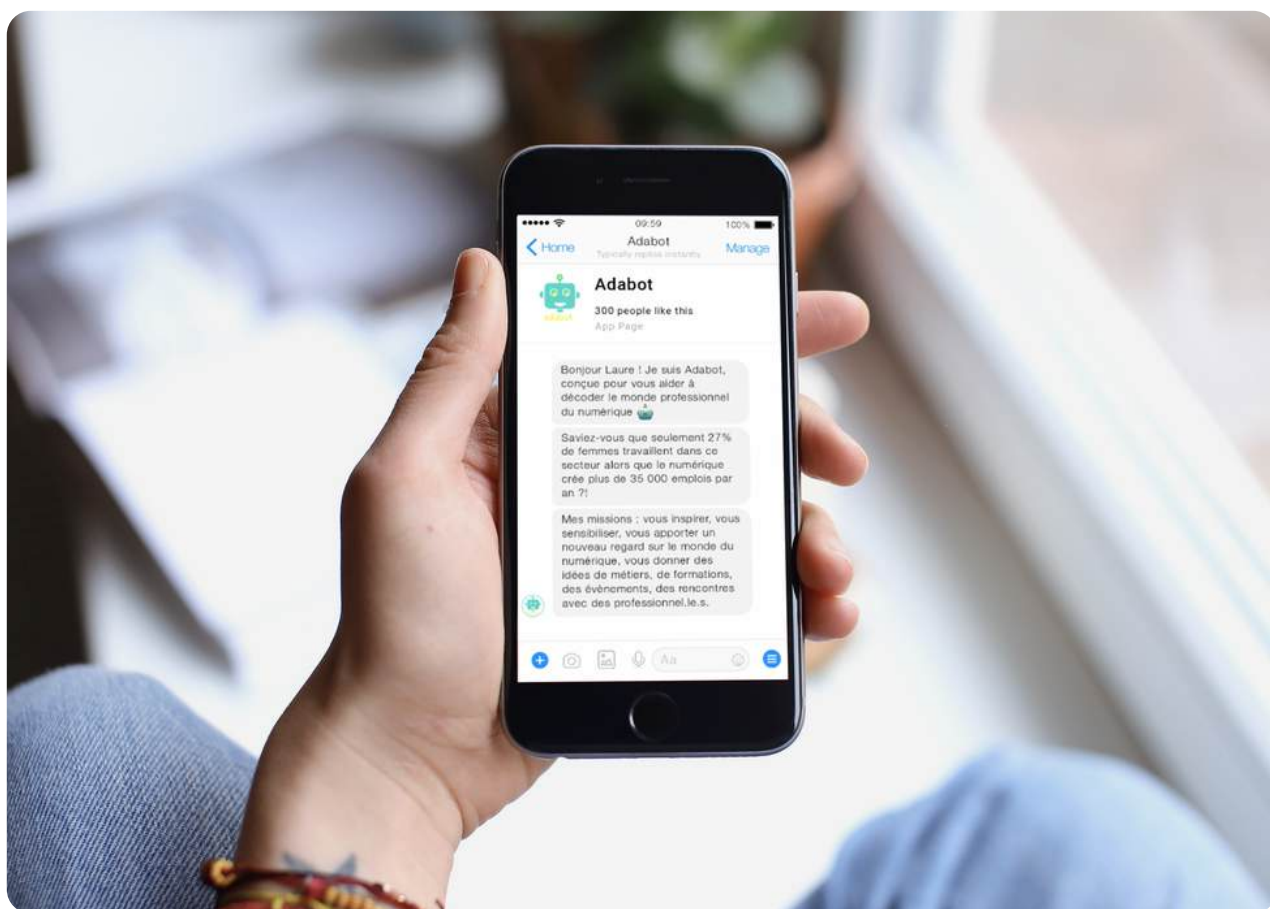 09:59
100%
Home
Adabot
Manage
Typically replies instantly
adabot
Adabot
300 people like this
App Page
Bonjour Laure ! Je suis Adabot,
conçue pour vous aider à
décoder le monde professionnel
du numérique
Saviez-vous que seulement 27%
de femmes travaillent dans ce
secteur alors que le numérique
crée plus de 35 000 emplois par
an ?!
Mes missions : vous inspirer, vous
sensibiliser, vous apporter un
nouveau regard sur le monde du
numérique, vous donner des
idées de métiers, de formations,
des évènements, des rencontres
avec des professionnel.le.s.
Aa